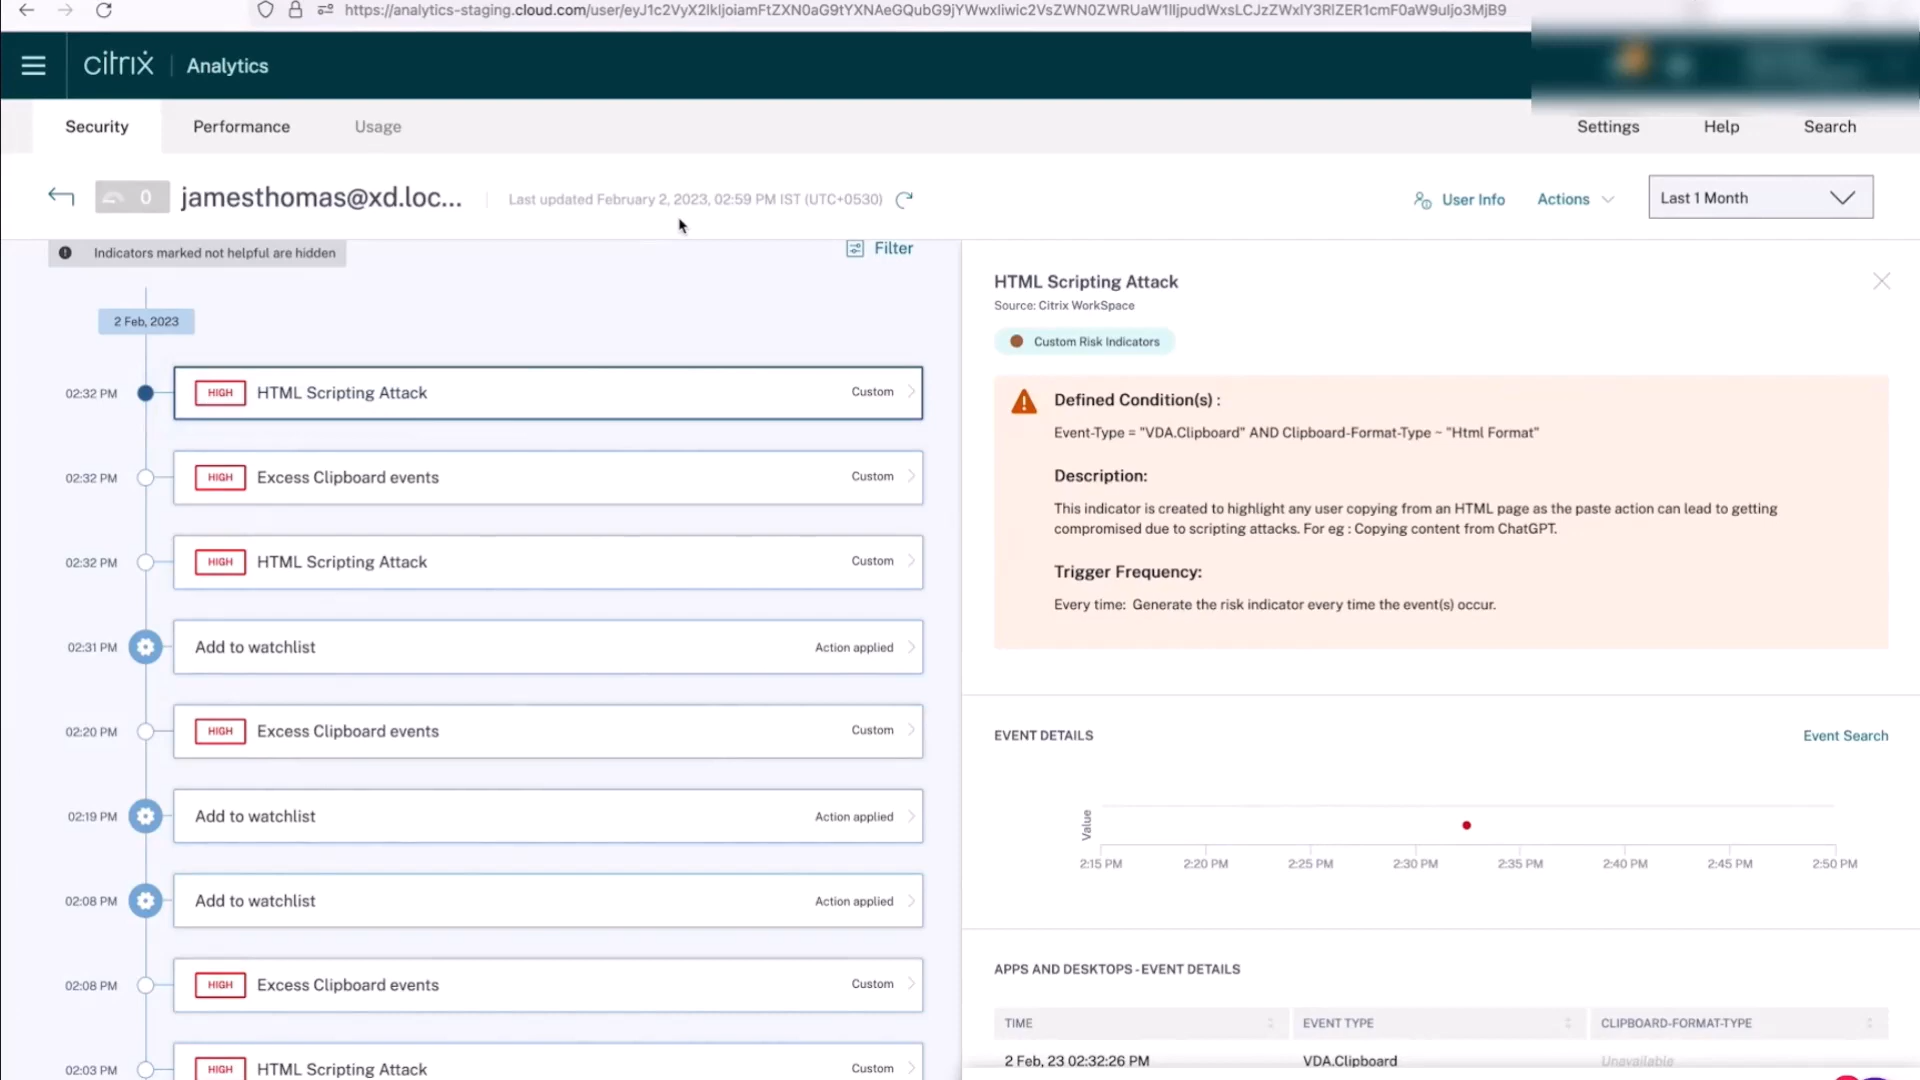 https://analytics-staging.cloud.com/user/eyJ1c2VyX2lkIjoiamFtZXN0aG9tYXNAeGQubG9jYWwxIiwic2VsZWN0ZWRUaW1lIjpudWxsLCJzZWxlY3RlZER1cmF0aW9uIjo3MjB9
citrix Analytics
Security Performance Usage Settings Help Search
0 jamesthomas@xd.loc... Last updated February 2, 2023, 02:59 PM IST (UTC+0530) User Info Actions Last 1 Month
Indicators marked not helpful are hidden Filter
2 Feb, 2023
02:32 PM HIGH HTML Scripting Attack Custom
02:32 PM HIGH Excess Clipboard events Custom
02:32 PM HIGH HTML Scripting Attack Custom
02:31 PM Add to watchlist Action applied
02:20 PM HIGH Excess Clipboard events Custom
02:19 PM Add to watchlist Action applied
02:08 PM Add to watchlist Action applied
02:08 PM HIGH Excess Clipboard events Custom
02:03 PM HIGH HTML Scripting Attack Custom
HTML Scripting Attack
Source: Citrix WorkSpace
Custom Risk Indicators
Defined Condition(s) :
Event-Type = "VDA.Clipboard" AND Clipboard-Format-Type ~ "Html Format"
Description:
This indicator is created to highlight any user copying from an HTML page as the paste action can lead to getting
compromised due to scripting attacks. For eg : Copying content from ChatGPT.
Trigger Frequency:
Every time: Generate the risk indicator every time the event(s) occur.
EVENT DETAILS Event Search
Value
2:15 PM 2:20 PM 2:25 PM 2:30 PM 2:35 PM 2:40 PM 2:45 PM 2:50 PM
APPS AND DESKTOPS - EVENT DETAILS
TIME EVENT TYPE CLIPBOARD-FORMAT-TYPE
2 Feb, 23 02:32:26 PM VDA.Clipboard Unavailable